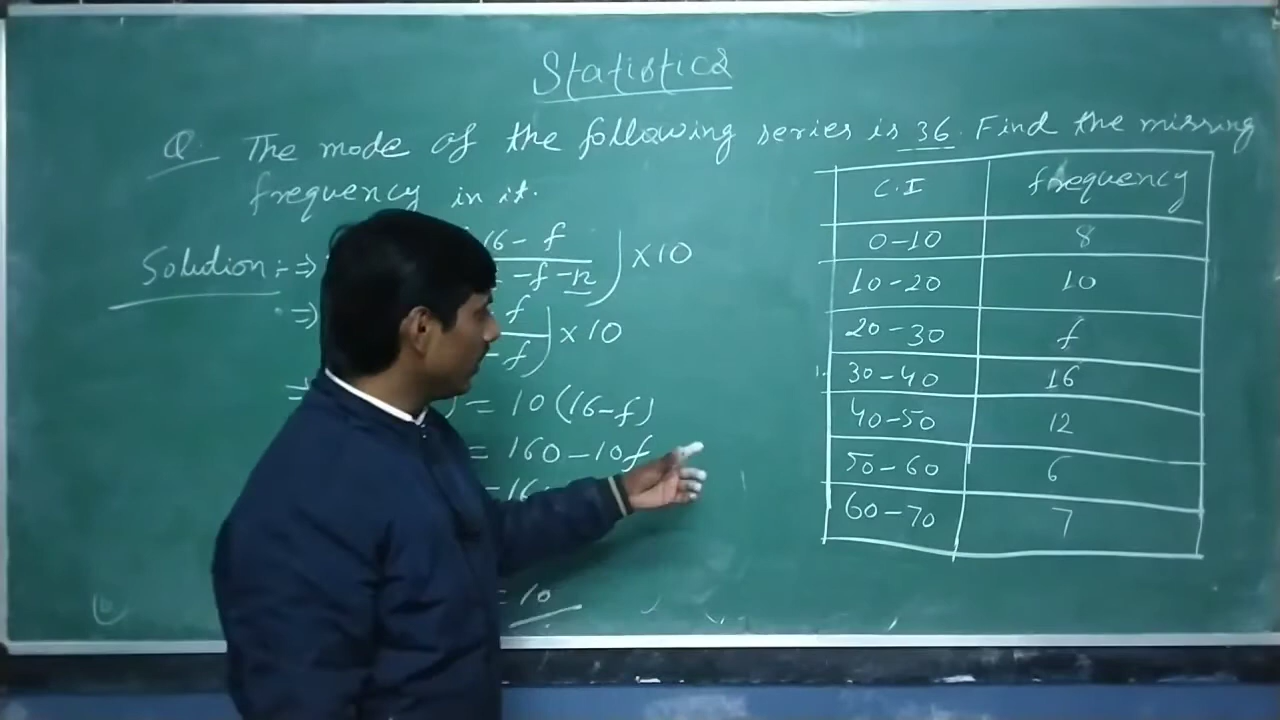 Statistics
Q. The mode of the following series is 36. Find the missing
frequency in it.
Solution :- ⇒ 16 - f
- f - 12 ) × 10
⇒ f
- f ) × 10
⇒ ) = 10 (16 - f)
= 160 - 10f
= 16
= 10
C.I frequency
0-10 8
10-20 10
20-30 f
30-40 16
40-50 12
50-60 6
60-70 7